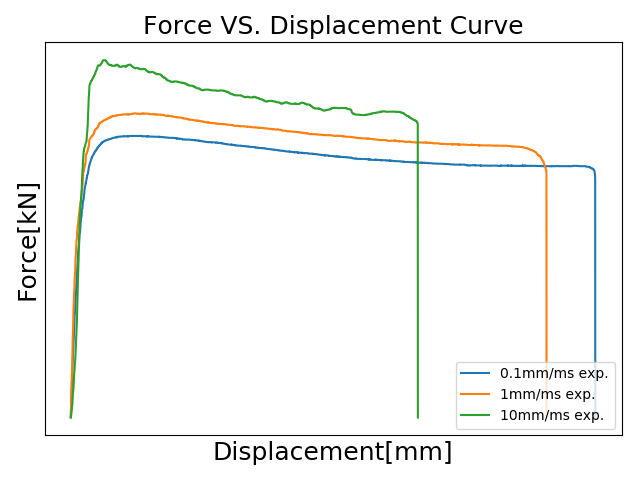 Force VS. Displacement Curve
Force[kN]
0.1mm/ms exp.
1mm/ms exp.
10mm/ms exp.
Displacement[mm]